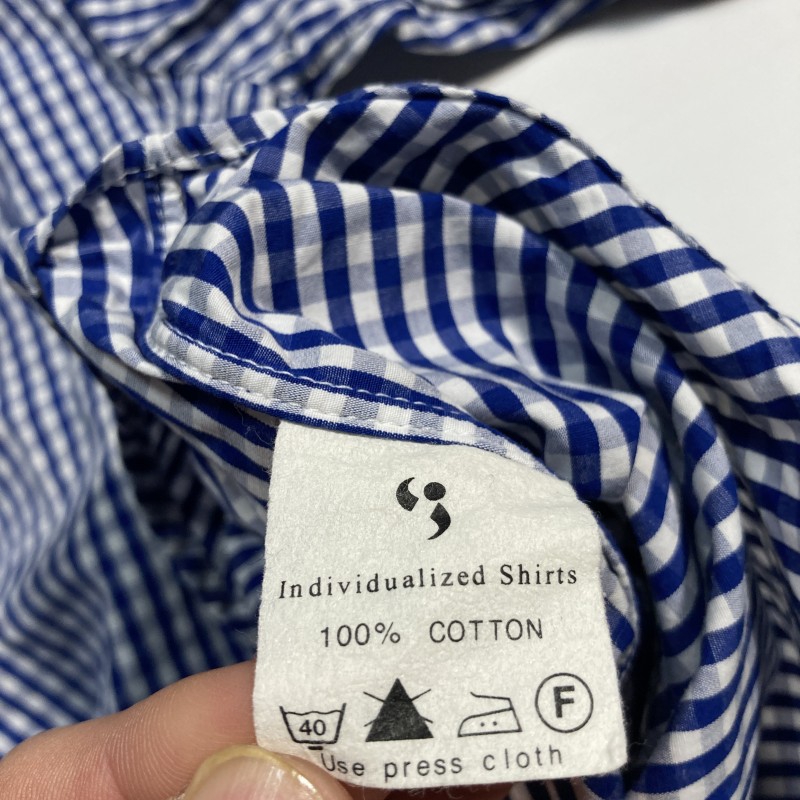 Individualized Shirts
100% COTTON
40
F
Use press cloth